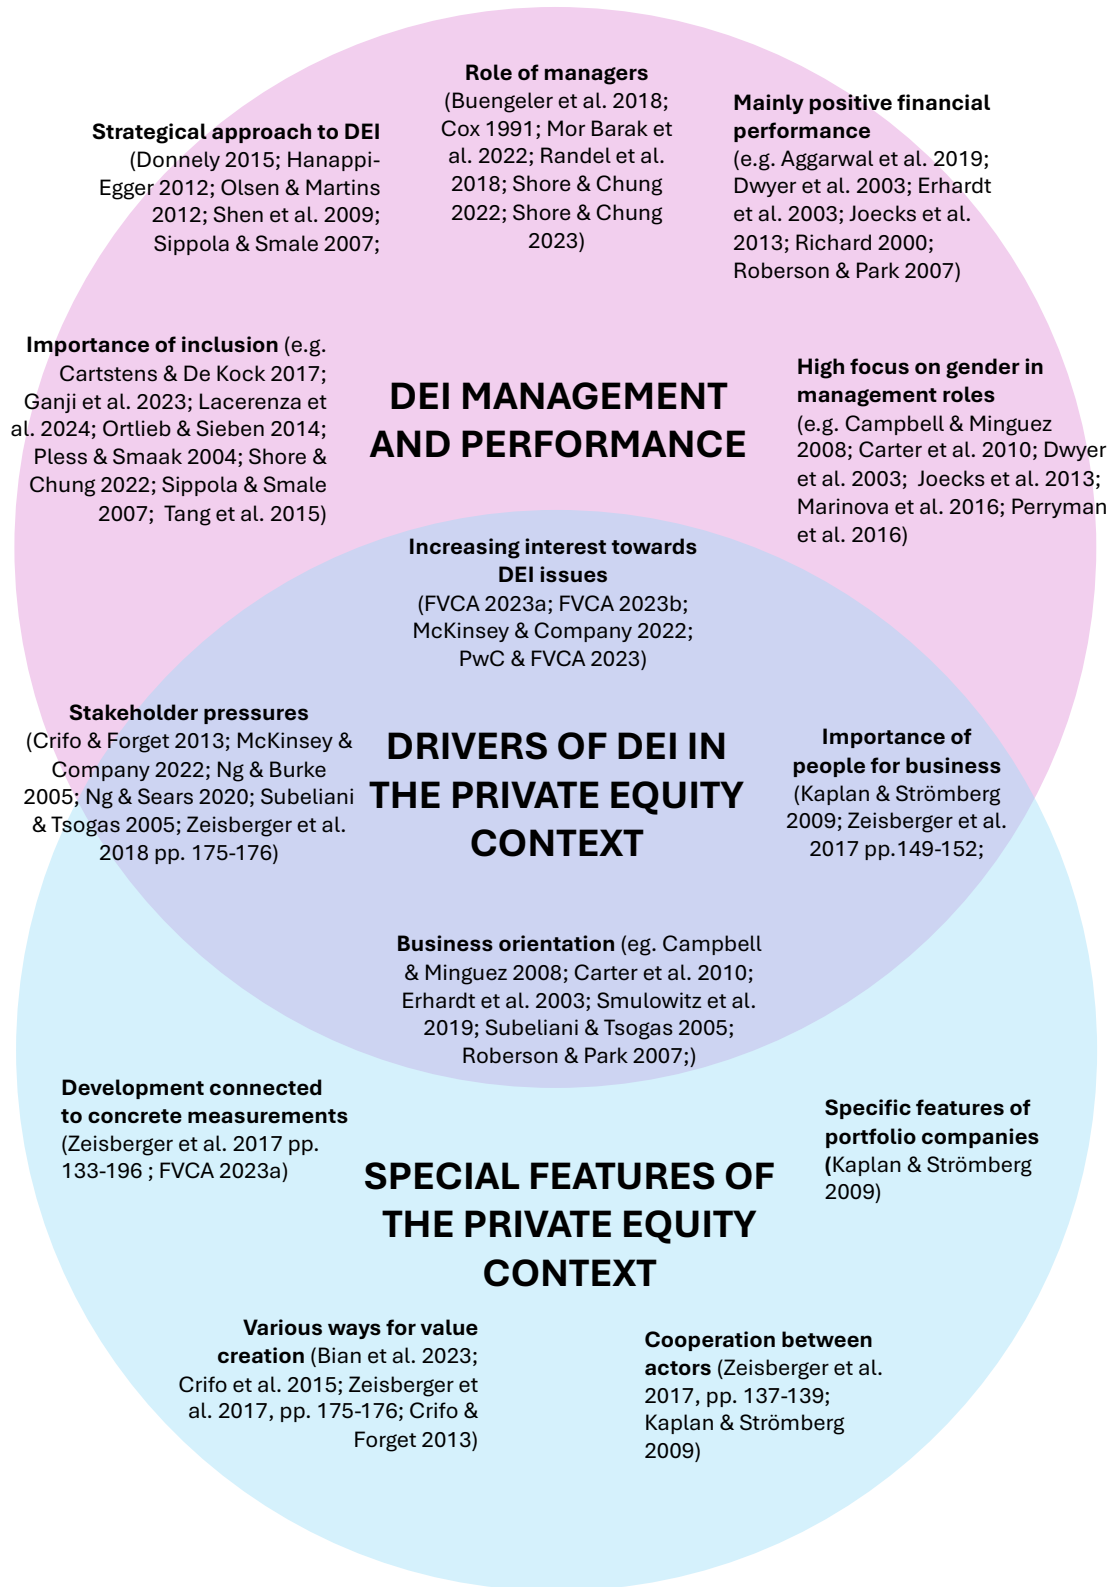 Role of managers
(Buengeler et al. 2018;
Cox 1991; Mor Barak et
al. 2022; Randel et al.
2018; Shore & Chung
2022; Shore & Chung
2023)
Mainly positive financial
performance
(e.g. Aggarwal et al. 2019;
Dwyer et al. 2003; Erhardt
et al. 2003; Joecks et al.
2013; Richard 2000;
Roberson & Park 2007)
Strategical approach to DEI
(Donnely 2015; Hanappi-
Egger 2012; Olsen & Martins
2012; Shen et al. 2009;
Sippola & Smale 2007;
Importance of inclusion (e.g.
Cartstens & De Kock 2017;
Ganji et al. 2023; Lacerenza et
al. 2024; Ortlieb & Sieben 2014;
Pless & Smaak 2004; Shore &
Chung 2022; Sippola & Smale
2007; Tang et al. 2015)
DEI MANAGEMENT
AND PERFORMANCE
High focus on gender in
management roles
(e.g. Campbell & Minguez
2008; Carter et al. 2010; Dwyer
et al. 2003; Joecks et al. 2013;
Marinova et al. 2016; Perryman
et al. 2016)
Increasing interest towards
DEI issues
(FVCA 2023a; FVCA 2023b;
McKinsey & Company 2022;
PwC & FVCA 2023)
Stakeholder pressures
(Crifo & Forget 2013; McKinsey &
Company 2022; Ng & Burke
2005; Ng & Sears 2020; Subeliani
& Tsogas 2005; Zeisberger et al.
2018 pp. 175-176)
DRIVERS OF DEI IN
THE PRIVATE EQUITY
CONTEXT
Importance of
people for business
(Kaplan & Strömberg
2009; Zeisberger et al.
2017 pp.149-152;
Business orientation (eg. Campbell
& Minguez 2008; Carter et al. 2010;
Erhardt et al. 2003; Smulowitz et al.
2019; Subeliani & Tsogas 2005;
Roberson & Park 2007;)
Development connected
to concrete measurements
(Zeisberger et al. 2017 pp.
133-196 ; FVCA 2023a)
Specific features of
portfolio companies
(Kaplan & Strömberg
2009)
SPECIAL FEATURES OF
THE PRIVATE EQUITY
CONTEXT
Various ways for value
creation (Bian et al. 2023;
Crifo et al. 2015; Zeisberger et
al. 2017, pp. 175-176; Crifo &
Forget 2013)
Cooperation between
actors (Zeisberger et al.
2017, pp. 137-139;
Kaplan & Strömberg
2009)